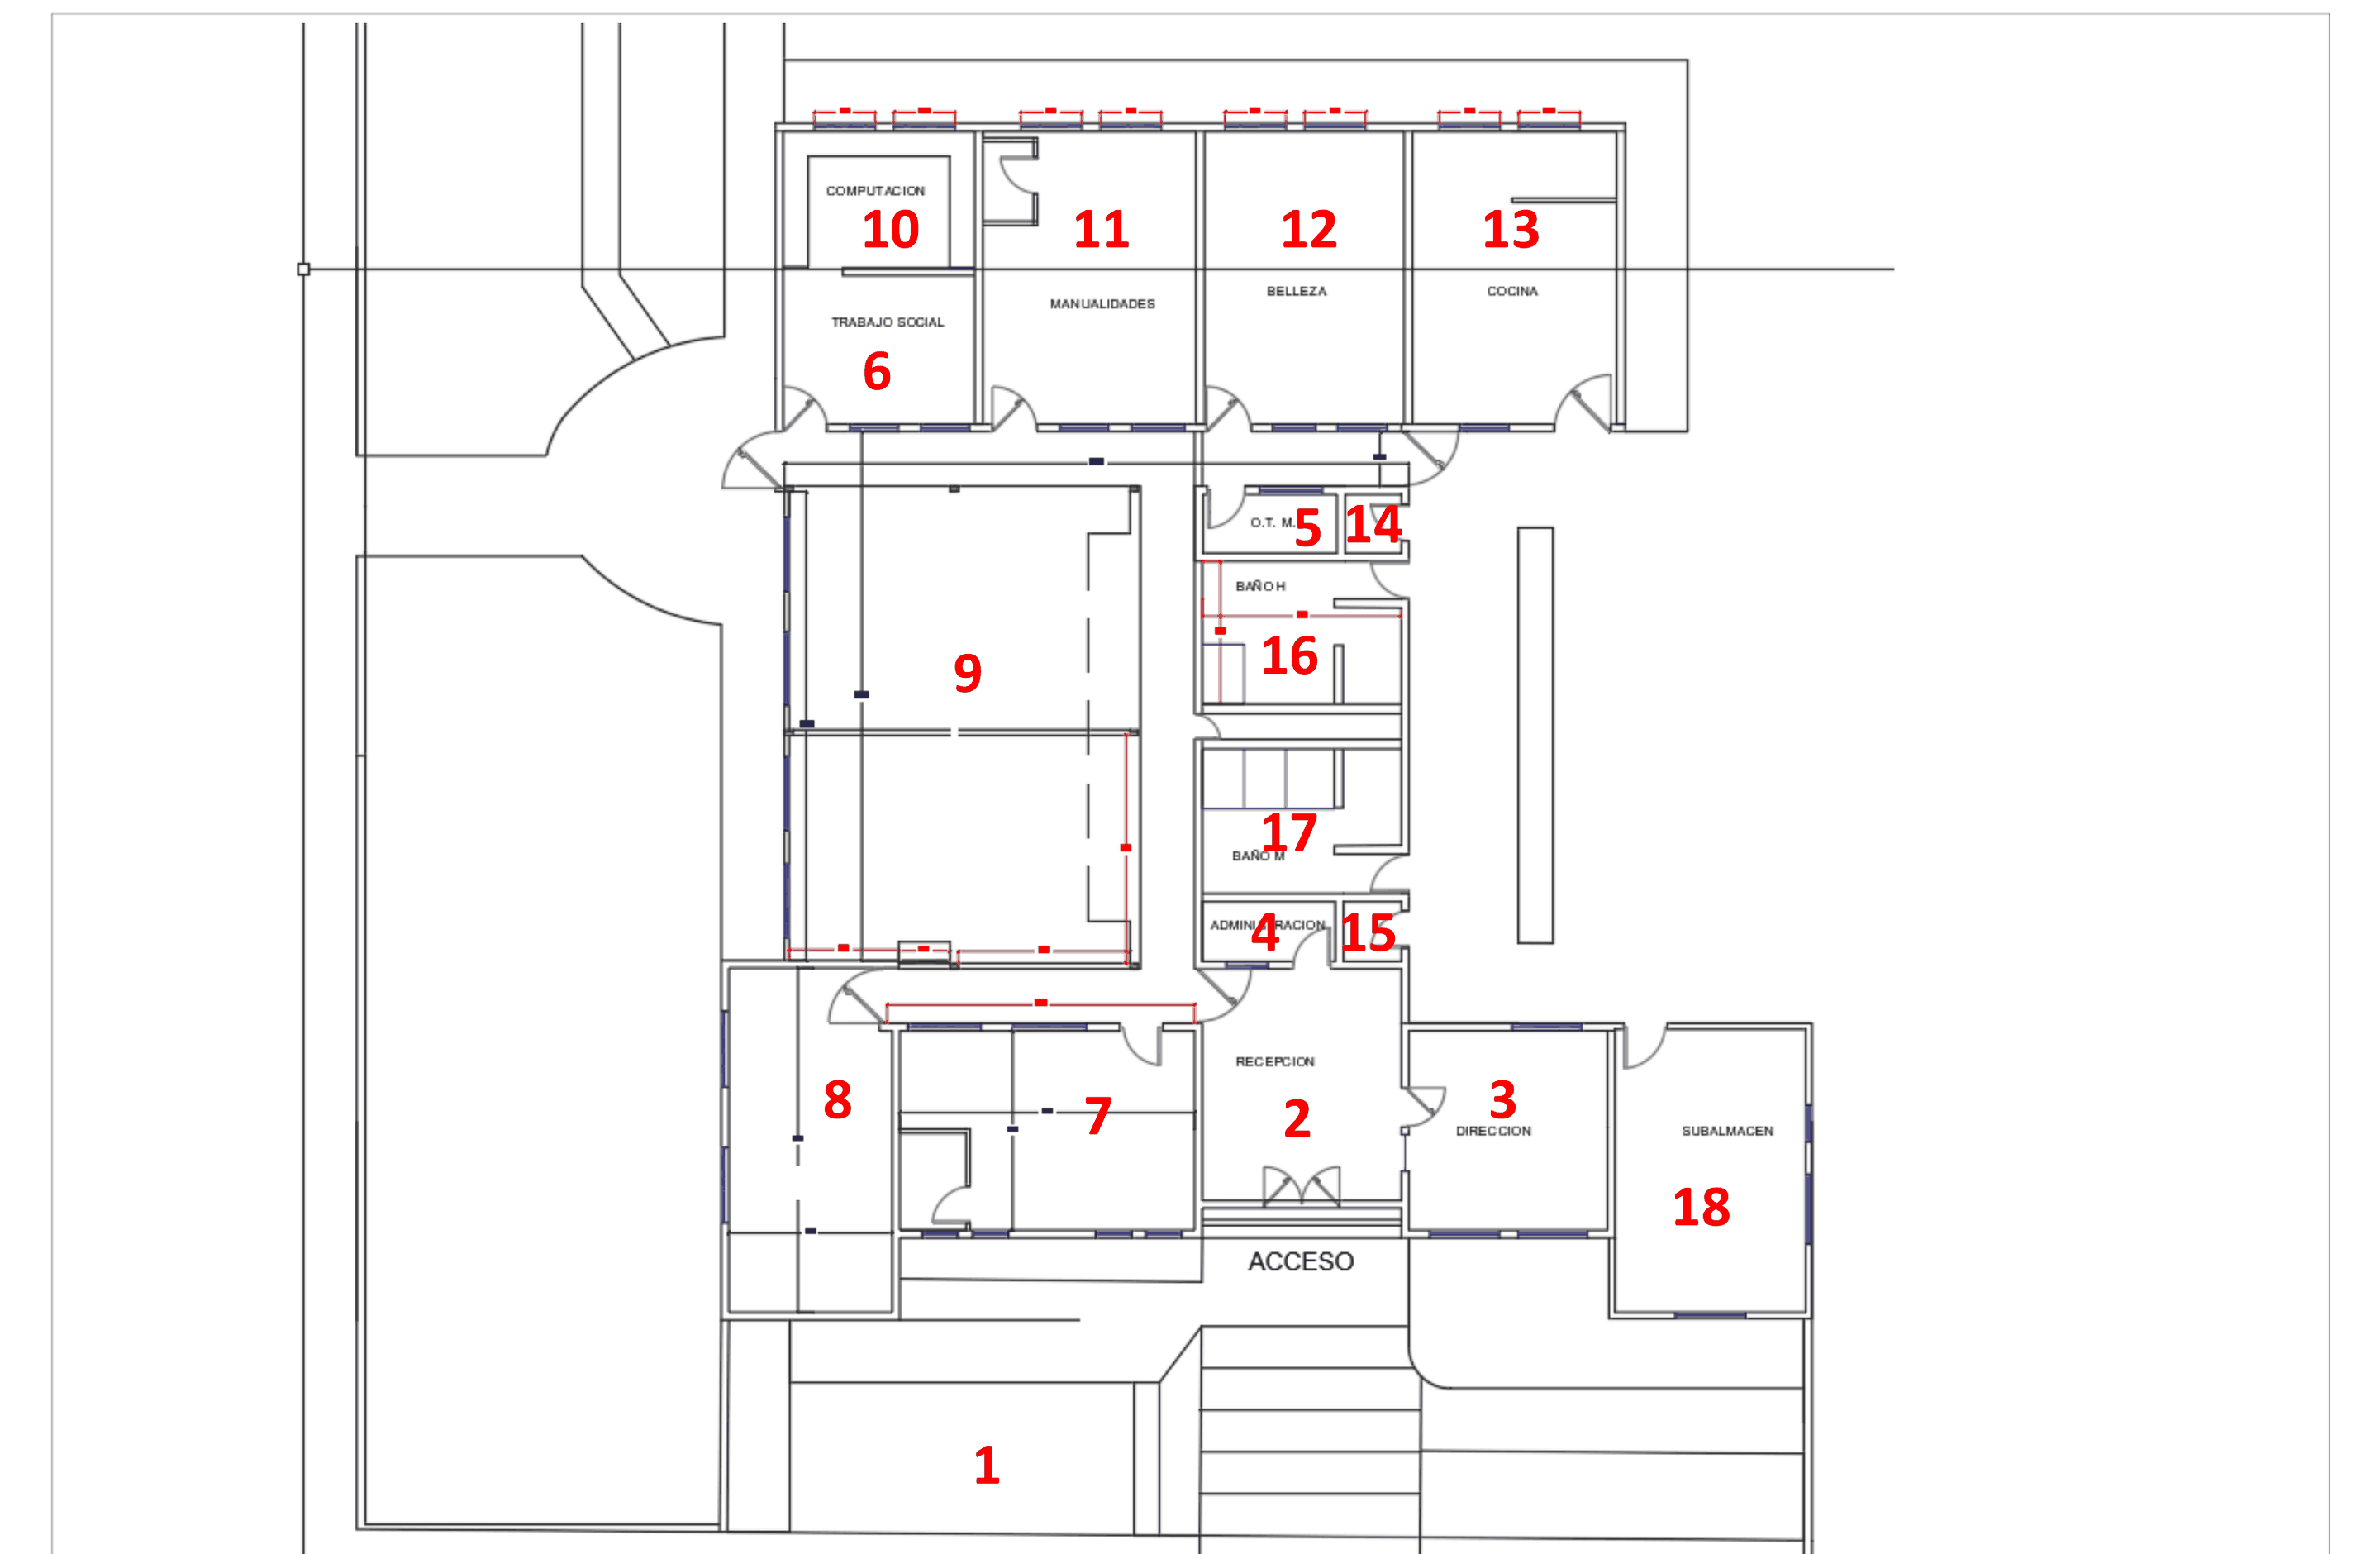 COMPUTACION
10
11
12
13
MANUALIDADES
BELLEZA
COCINA
TRABAJO SOCIAL
6
O.T. M.
5
14
BAÑO H
16
9
17
BAÑO M
ADMINISTRACION
4
15
RECEPCION
8
7
2
3
DIRECCION
SUBALMACEN
18
ACCESO
1